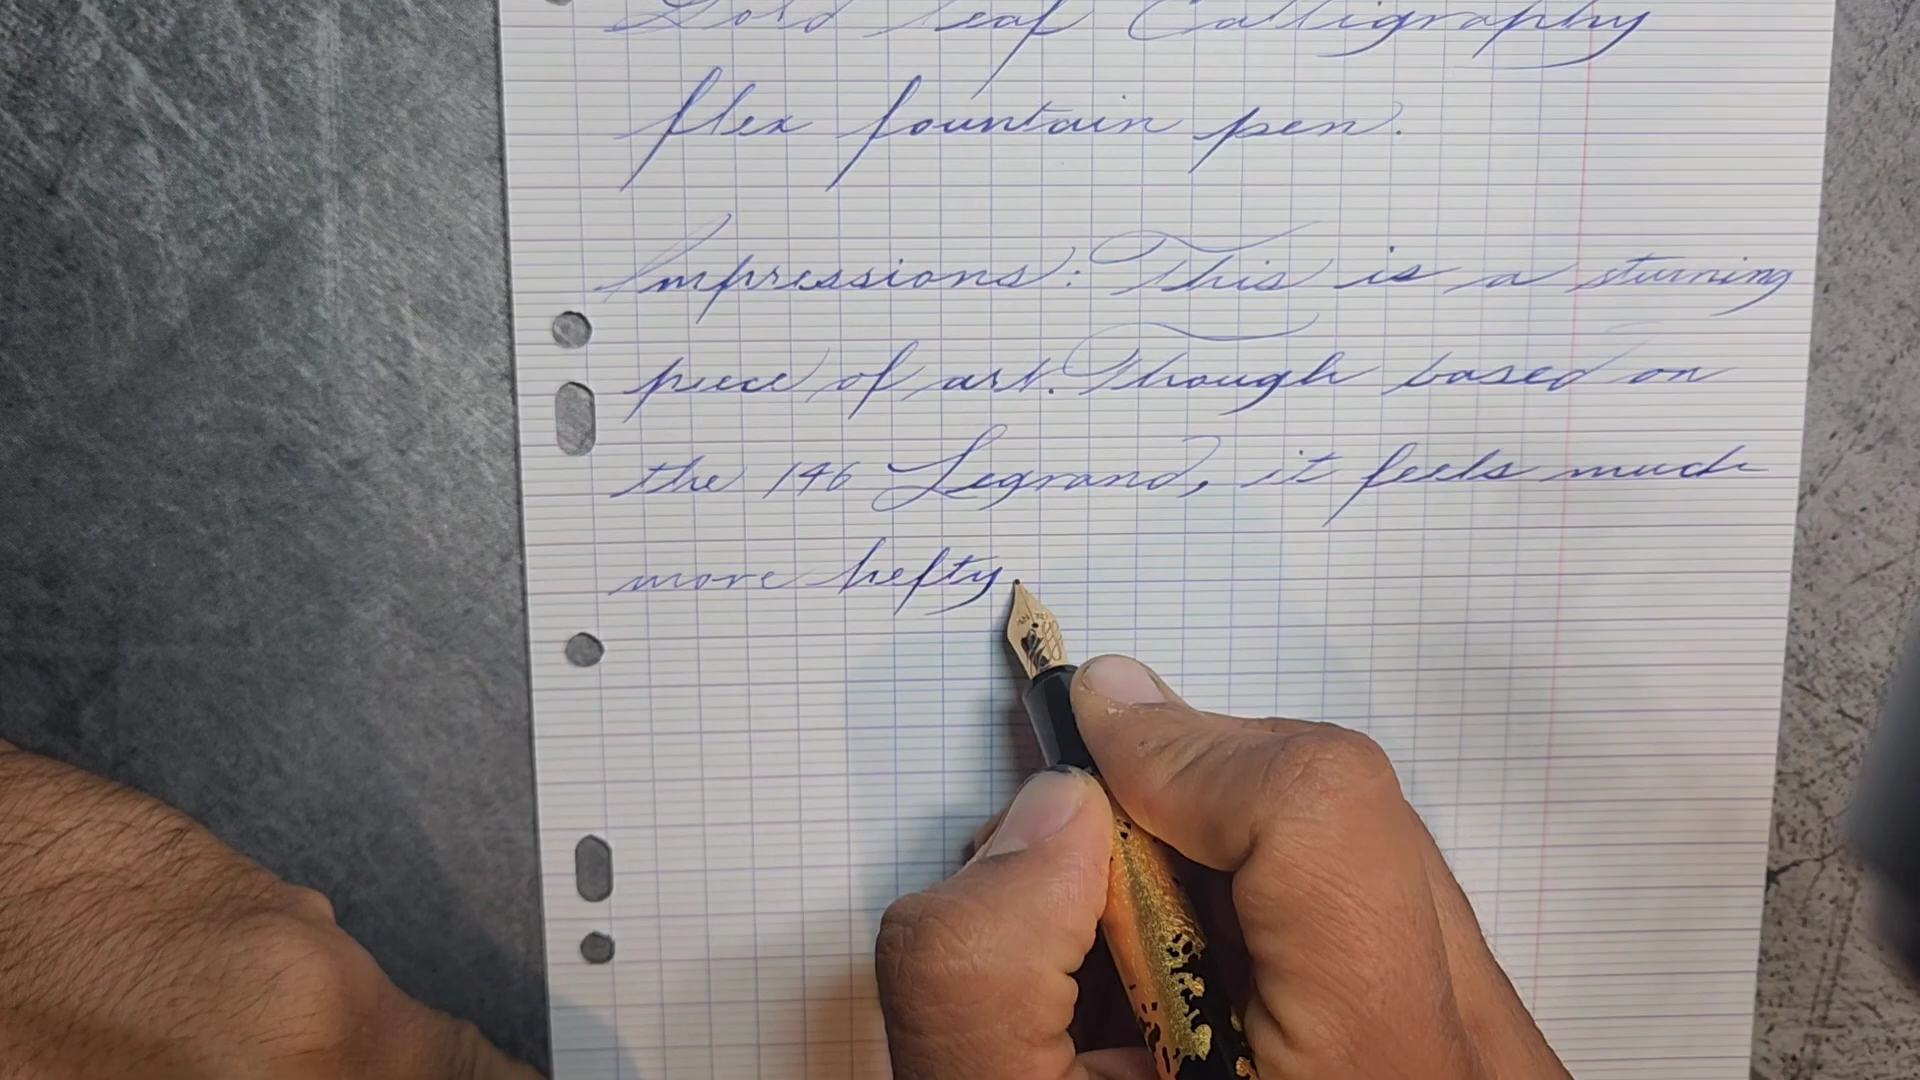 Gold Leaf Calligraphy
flex fountain pen.
Impressions: This is a stunning
piece of art. Though based on
the 146 Legrand, it feels much
more hefty